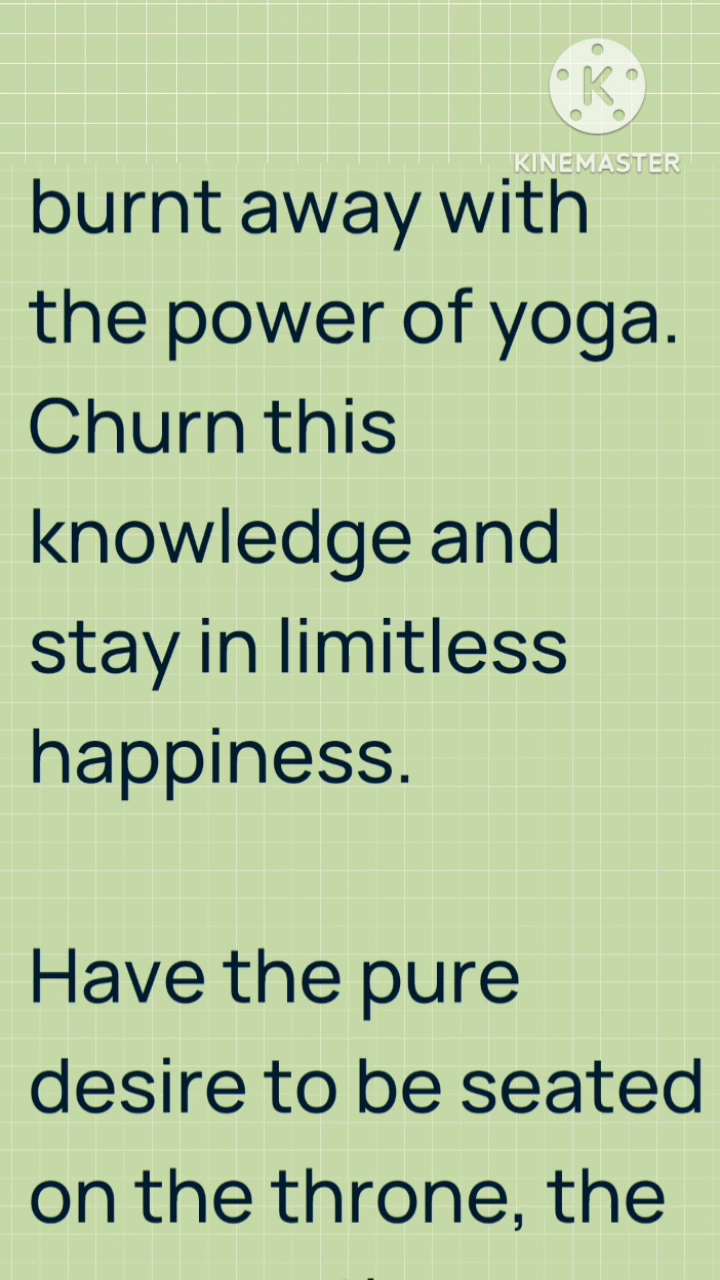 KINEMASTER
burnt away with
the power of yoga.
Churn this
knowledge and
stay in limitless
happiness.
Have the pure
desire to be seated
on the throne, the